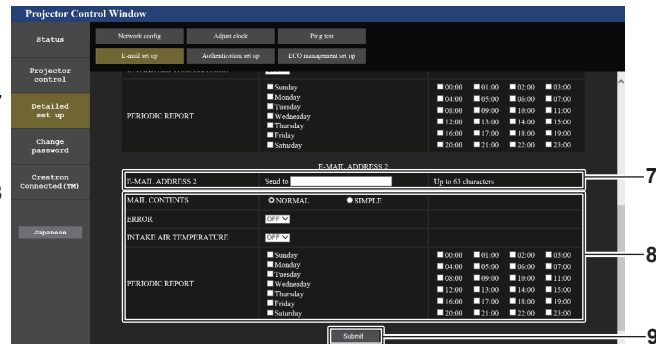 Projector Control Window
Status
Network config Adjust clock Ping test
E-mail set up Authentication set up ECO management set up
Projector control
Detailed set up
Change password
Crestron Connected(TM)
Japanese
PERIODIC REPORT
Sunday
Monday
Tuesday
Wednesday
Thursday
Friday
Saturday
00:00 01:00 02:00 03:00
04:00 05:00 06:00 07:00
08:00 09:00 10:00 11:00
12:00 13:00 14:00 15:00
16:00 17:00 18:00 19:00
20:00 21:00 22:00 23:00
E-MAIL ADDRESS 2
E-MAIL ADDRESS 2 Send to Up to 63 characters
7
MAIL CONTENTS NORMAL SIMPLE
ERROR OFF
INTAKE AIR TEMPERATURE OFF
8
PERIODIC REPORT
Sunday
Monday
Tuesday
Wednesday
Thursday
Friday
Saturday
00:00 01:00 02:00 03:00
04:00 05:00 06:00 07:00
08:00 09:00 10:00 11:00
12:00 13:00 14:00 15:00
16:00 17:00 18:00 19:00
20:00 21:00 22:00 23:00
Submit
9